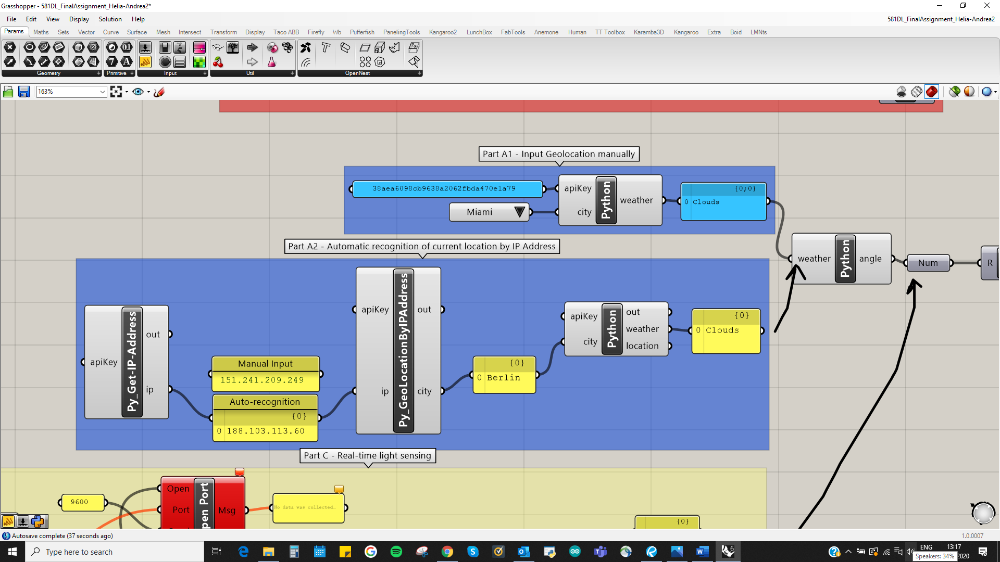 Grasshopper - 581DL_FinalAssignment_Helia-Andrea2*
File Edit View Display Solution Help 581DL_FinalAssignment_Helia-Andrea2
Params Maths Sets Vector Curve Surface Mesh Intersect Transform Display Taco ABB Firefly Wb Pufferfish PanelingTools Kangaroo2 LunchBox FabTools Anemone Human TT Toolbox Karamba3D Kangaroo Extra Boid LMNts
Geometry Primitive Input Util OpenNest
163%
Part A1 - Input Geolocation manually
38aea6098cb9638a2062fbda470e1a79
apiKey
city
Python
weather
{0;0}
0 Clouds
Miami
Part A2 - Automatic recognition of current location by IP Address
weather
Python
angle
Num
R
apiKey
Py_Get-IP-Address
out
ip
Manual Input
151.241.209.249
Auto-recognition
{0}
0 188.103.113.60
apiKey
ip
Py_GeoLocationByIPAddress
out
city
{0}
0 Berlin
apiKey
city
Python
out
weather
location
{0}
0 Clouds
Part C - Real-time light sensing
9600
Open
Port
pen Port
Msg
No data was collected...
{0}
Autosave complete (37 seconds ago)
1.0.0007
Type here to search
ENG
13:17
2020
Speakers: 34%